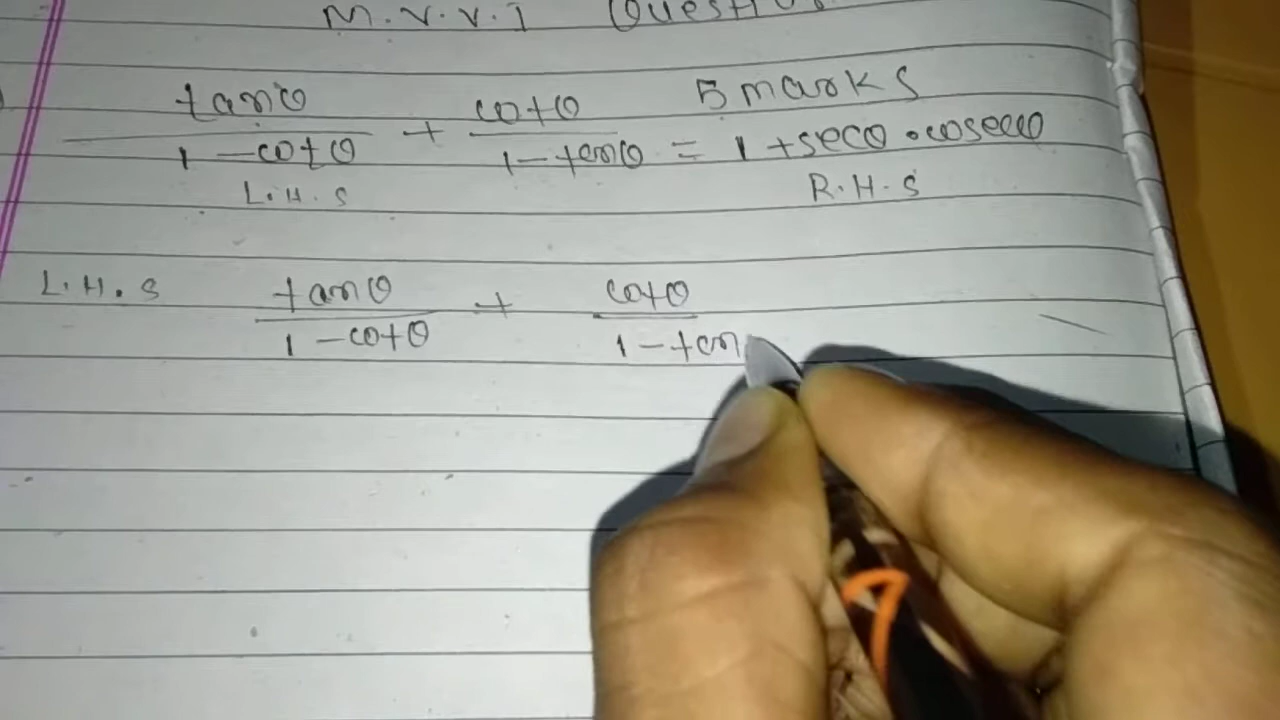 M.V.V.I Question
5 marks
tanθ / 1 - cotθ + cotθ / 1 - tanθ = 1 + secθ . cosecθ
L.H.S R.H.S
L.H.S tanθ / 1 - cotθ + cotθ / 1 - tan